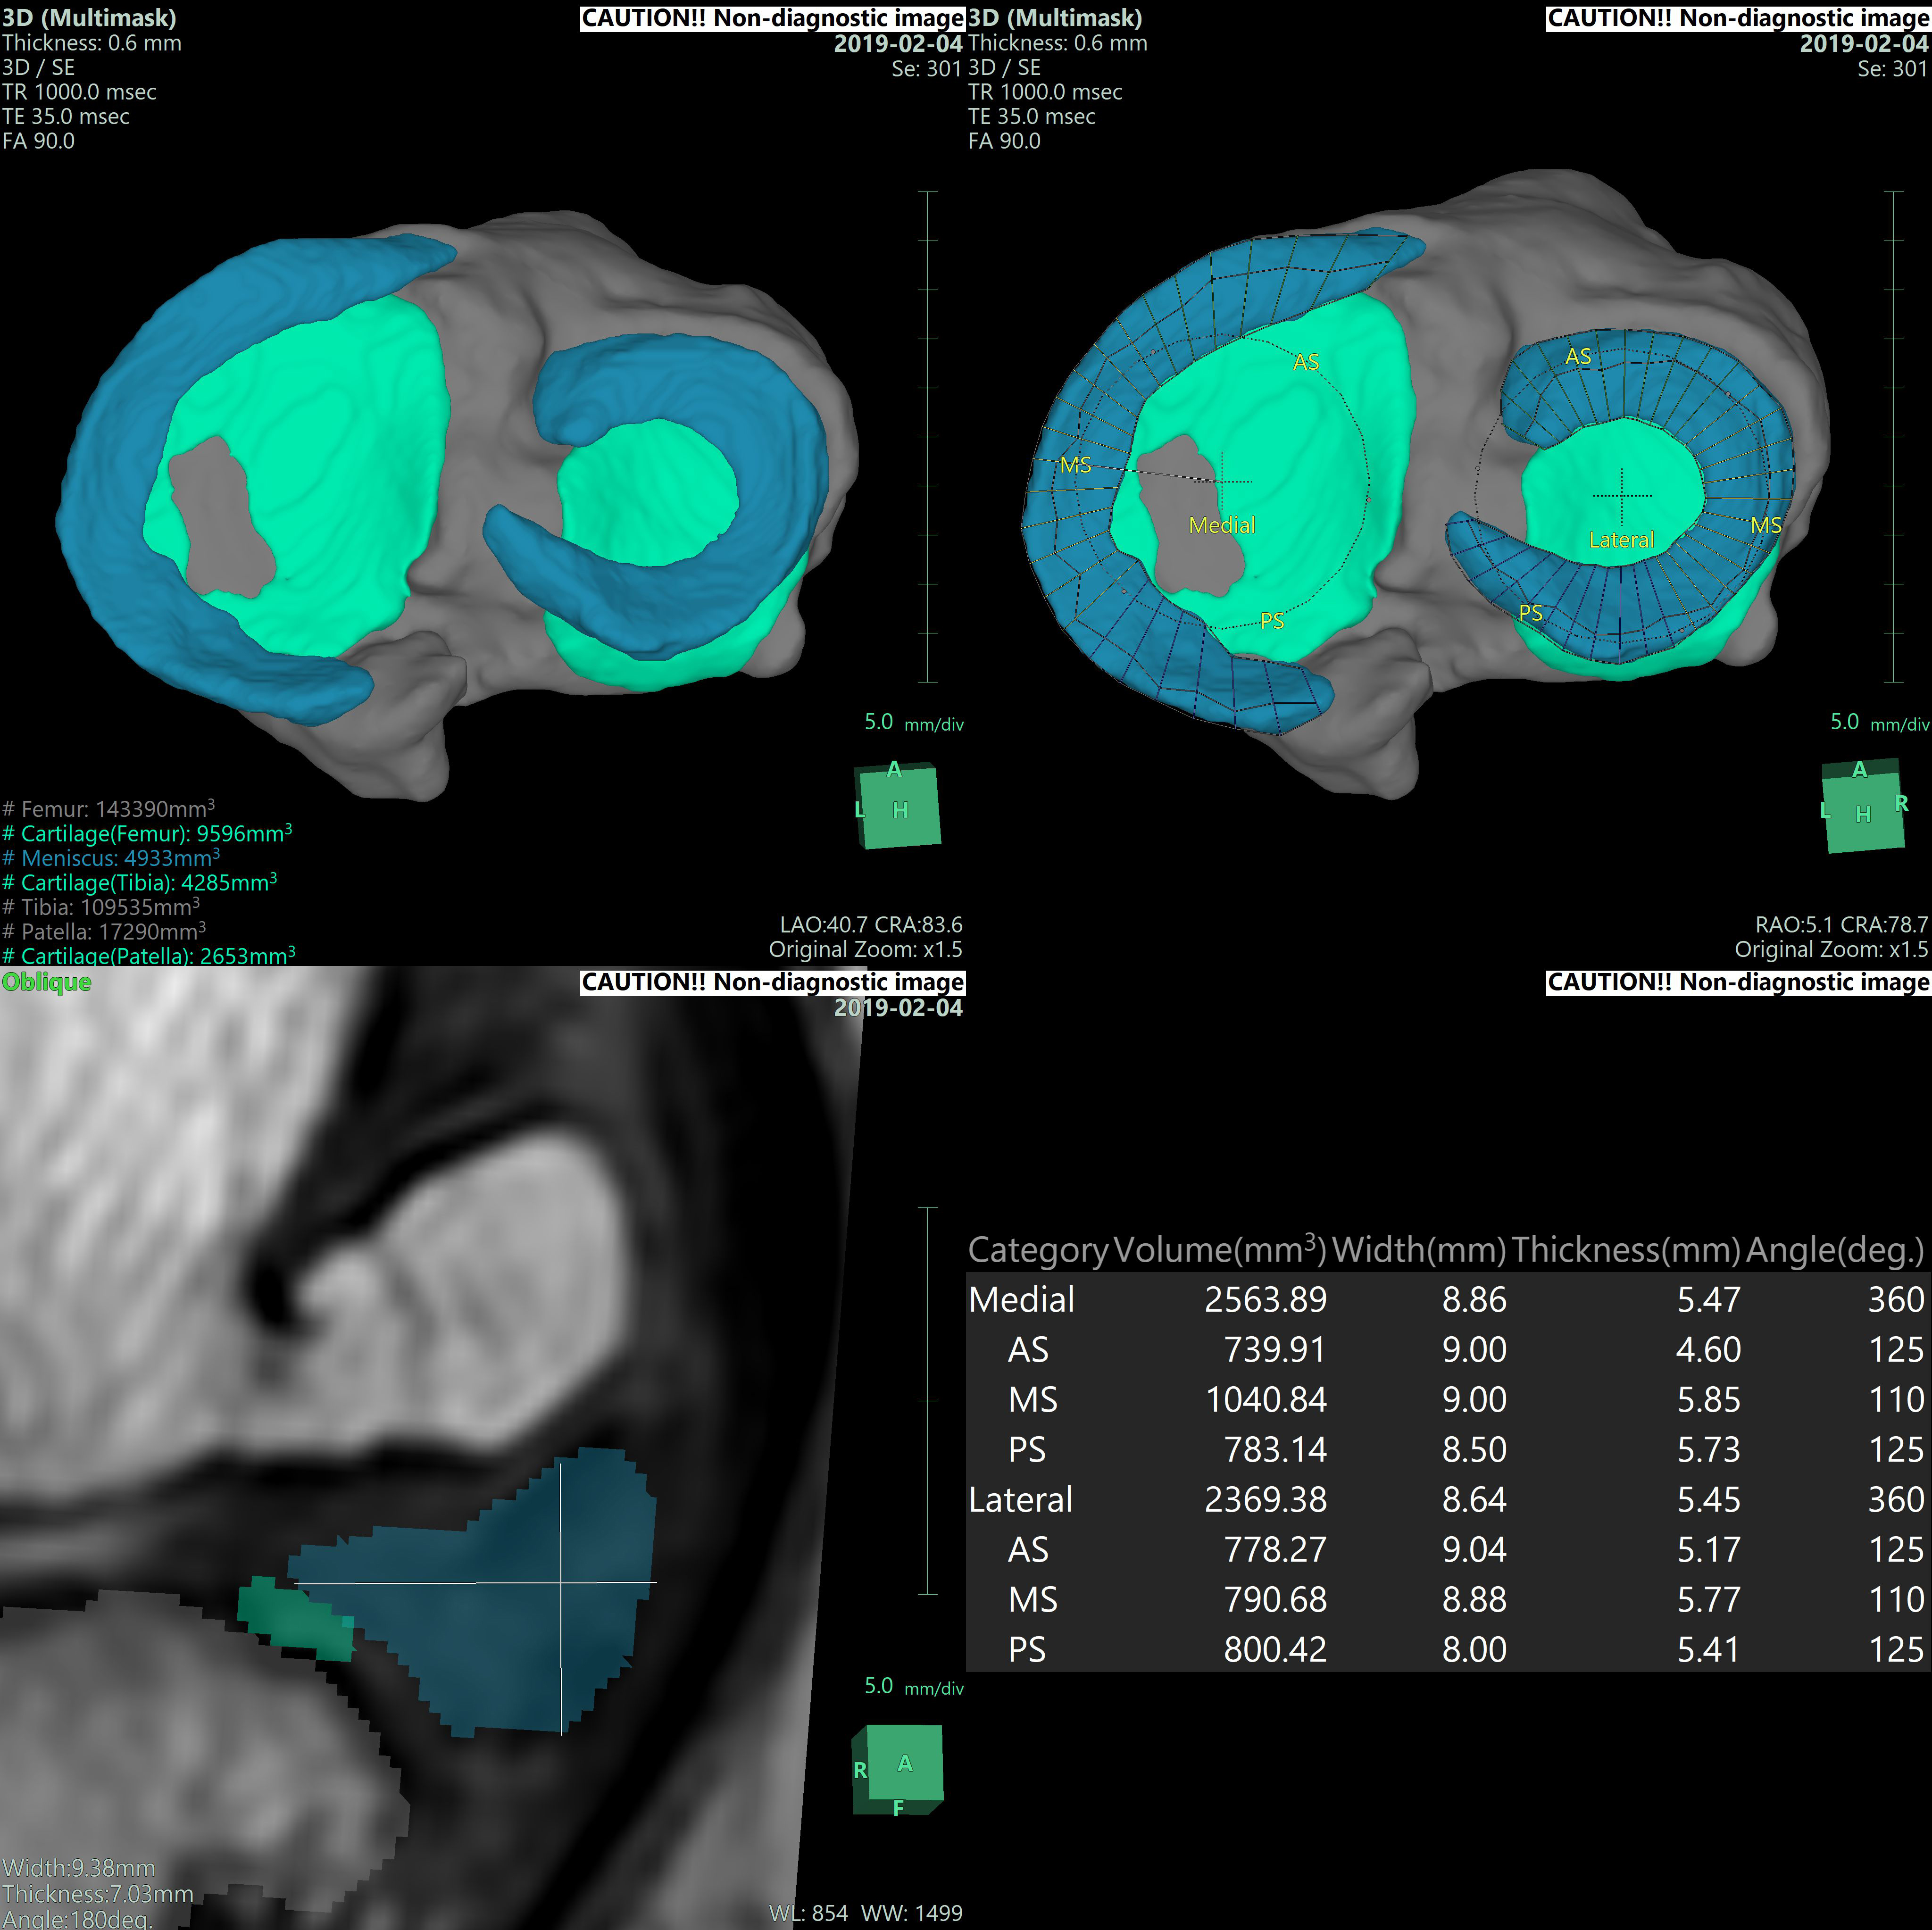 3D (Multimask)
CAUTION!! Non-diagnostic image
Thickness: 0.6 mm
2019-02-04
3D / SE
Se: 301
TR 1000.0 msec
TE 35.0 msec
FA 90.0
5.0 mm/div
A
L H
# Femur: 143390mm³
# Cartilage(Femur): 9596mm³
# Meniscus: 4933mm³
# Cartilage(Tibia): 4285mm³
# Tibia: 109535mm³
# Patella: 17290mm³
# Cartilage(Patella): 2653mm³
LAO:40.7 CRA:83.6
Original Zoom: x1.5
3D (Multimask)
CAUTION!! Non-diagnostic image
Thickness: 0.6 mm
2019-02-04
3D / SE
Se: 301
TR 1000.0 msec
TE 35.0 msec
FA 90.0
AS
AS
MS
Medial
MS
Lateral
PS
PS
5.0 mm/div
A
L H R
RAO:5.1 CRA:78.7
Original Zoom: x1.5
Oblique
CAUTION!! Non-diagnostic image
2019-02-04
5.0 mm/div
R A
F
Width:9.38mm
Thickness:7.03mm
Angle:180deg.
WL: 854 WW: 1499
CAUTION!! Non-diagnostic image
Category Volume(mm³) Width(mm) Thickness(mm) Angle(deg.)
Medial 2563.89 8.86 5.47 360
AS 739.91 9.00 4.60 125
MS 1040.84 9.00 5.85 110
PS 783.14 8.50 5.73 125
Lateral 2369.38 8.64 5.45 360
AS 778.27 9.04 5.17 125
MS 790.68 8.88 5.77 110
PS 800.42 8.00 5.41 125